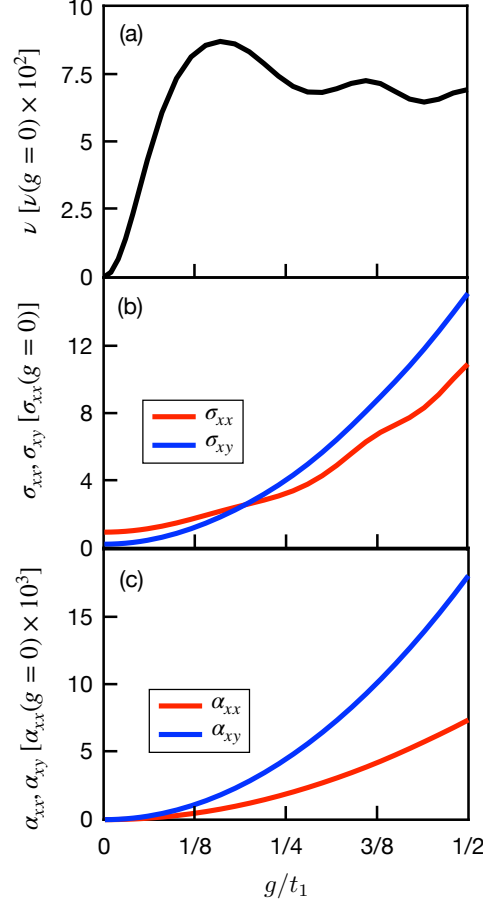 (a)
ν [ν(g = 0) × 10²]
10
7.5
5
2.5
0
(b)
σxx, σxy [σxx(g = 0)]
12
8
4
0
σxx
σxy
(c)
αxx, αxy [αxx(g = 0) × 10³]
15
10
5
0
αxx
αxy
0 1/8 1/4 3/8 1/2
g/t₁